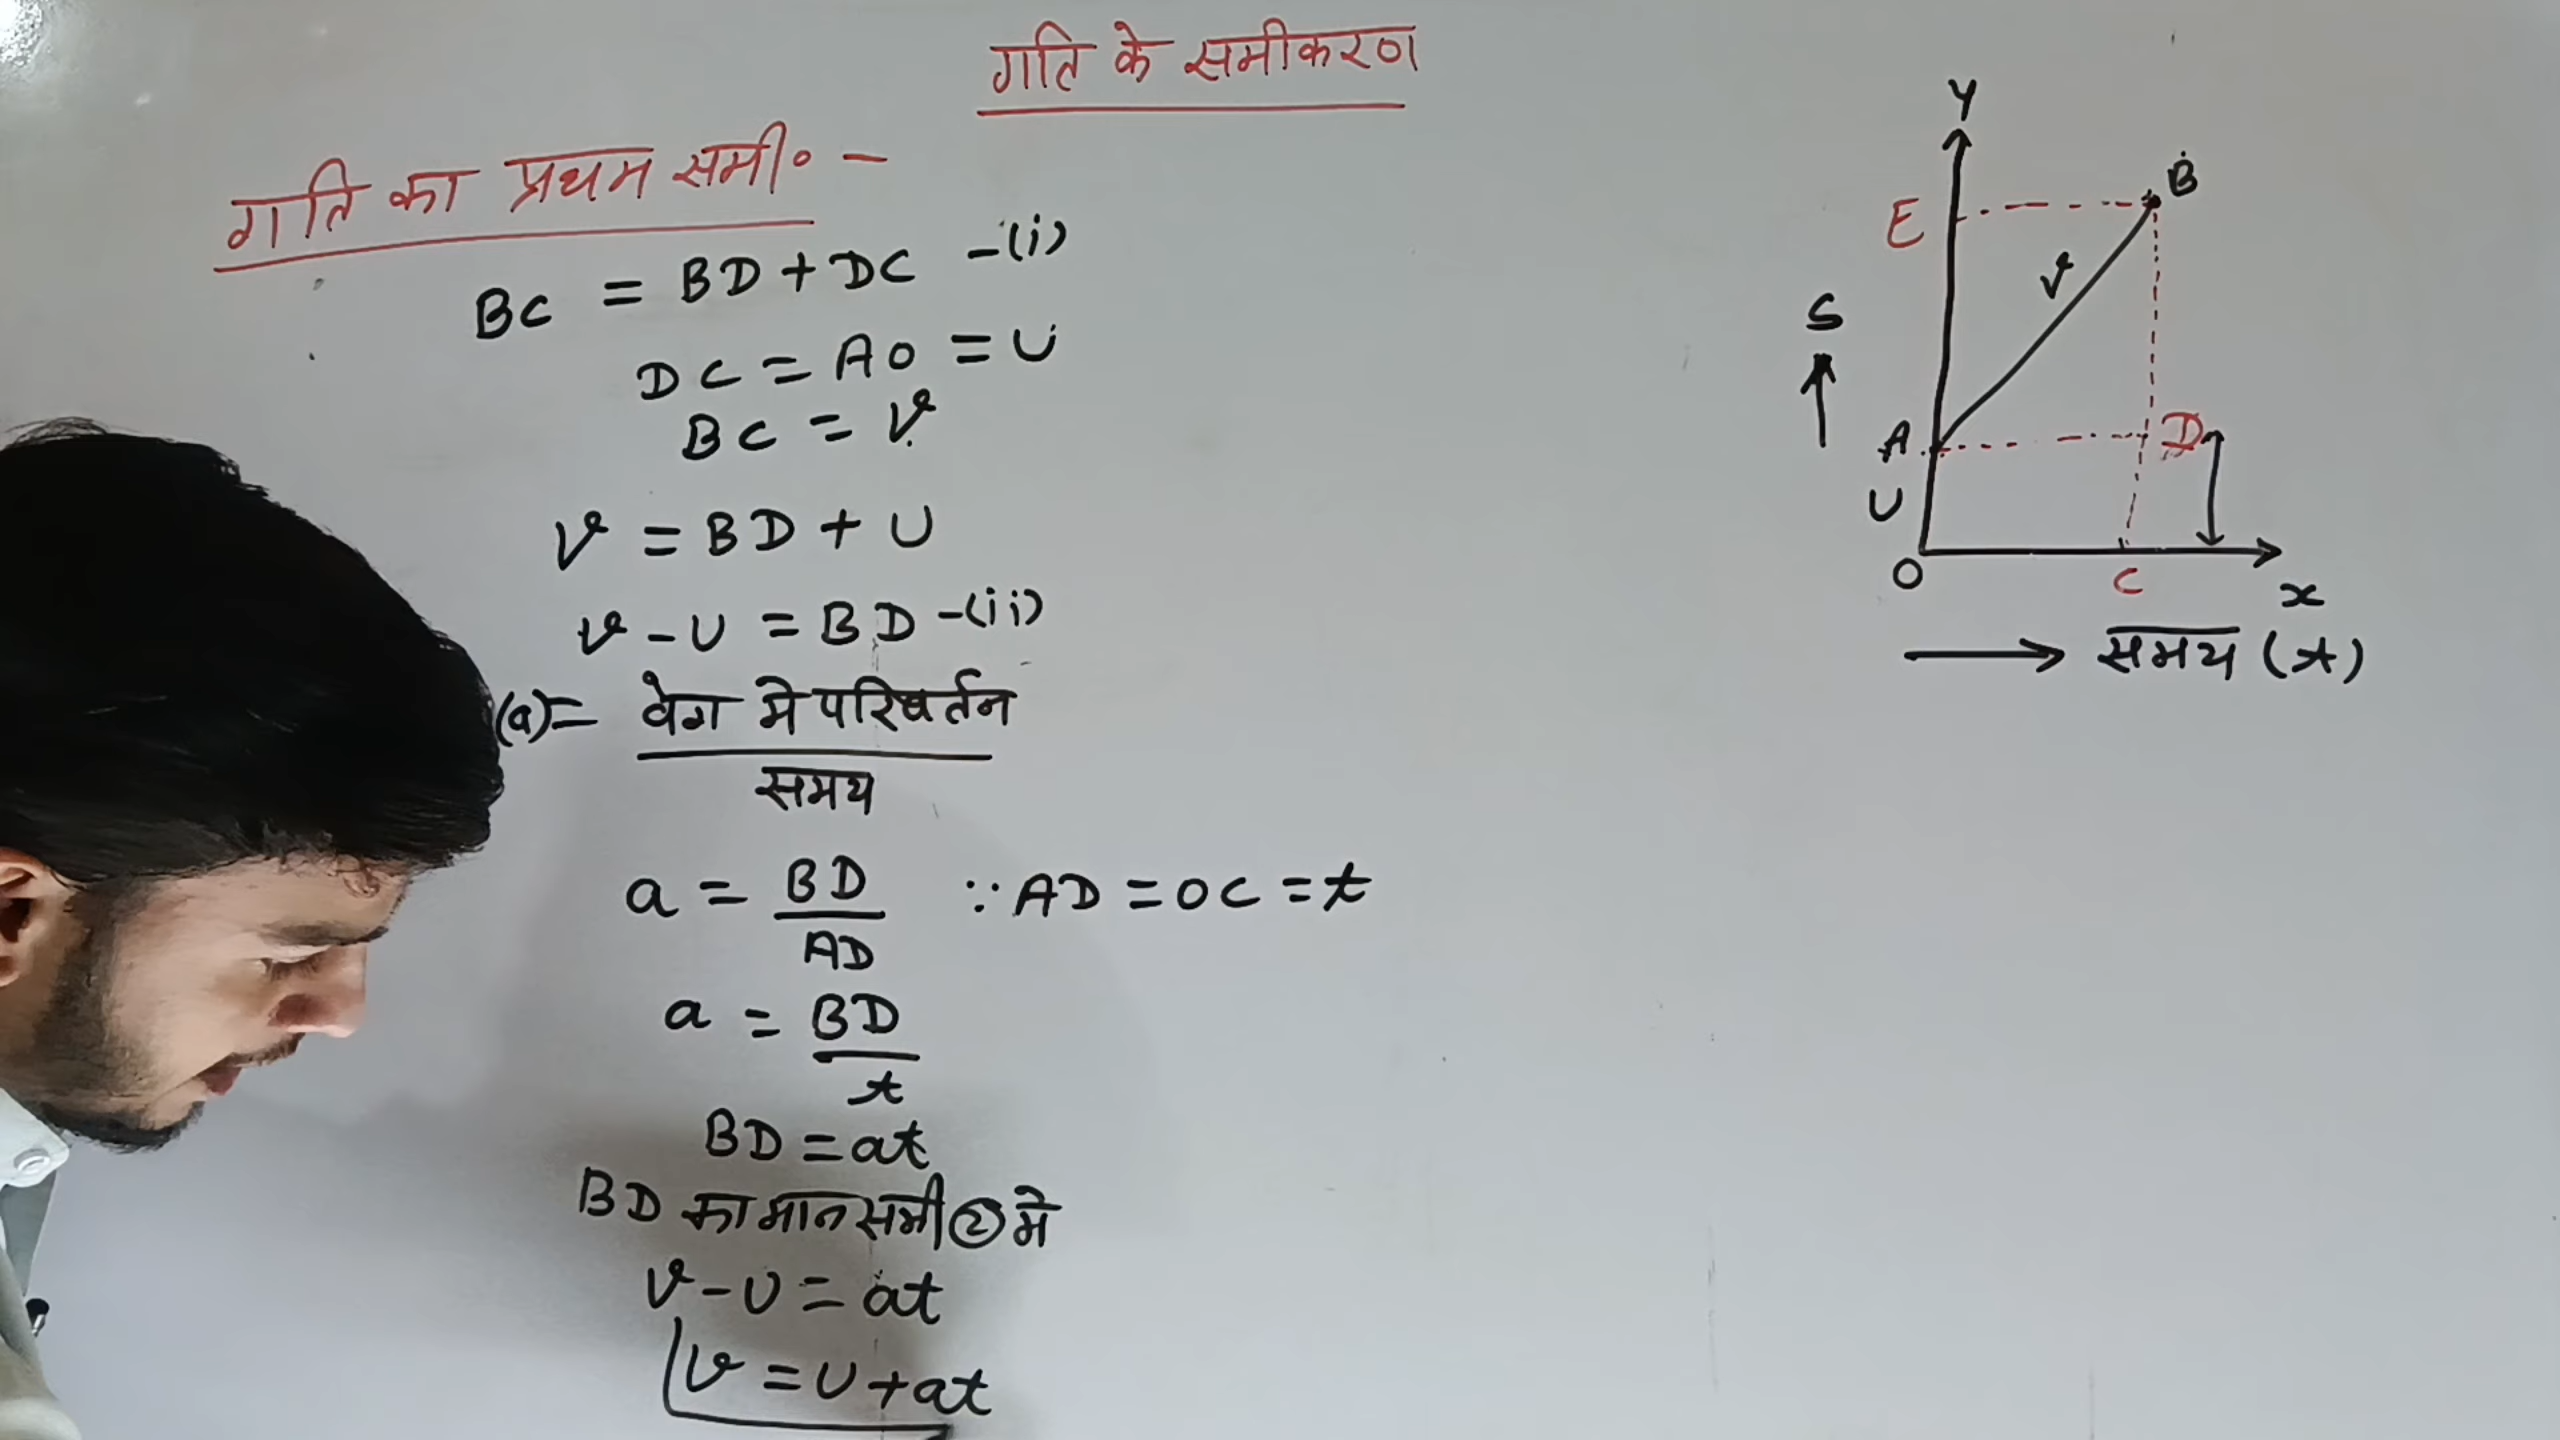 गति के समीकरण
गति का प्रथम समी० -
BC = BD + DC -(i)
DC = AO = U
BC = v
v = BD + U
v - U = BD -(ii)
(a) = वेग मे परिवर्तन
समय
a = BD ∵ AD = OC = t
AD
a = BD
t
BD = at
BD का मान समी ② मे
v - U = at
v = U + at
Y
E
B
v
S
A
D
U
O
C
x
समय (t)